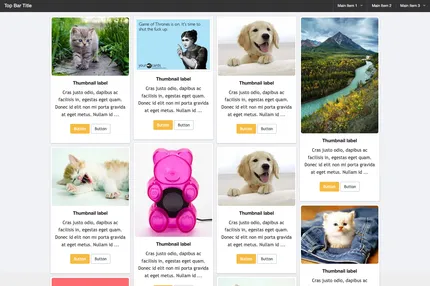 Top Bar Title
Main Item 1
Main Item 2
Main Item 3
Thumbnail label
Cras justo odio, dapibus ac
facilisis in, egestas eget quam.
Donec id elit non mi porta gravida
at eget metus. Nullam id ...
Button
Button
Game of Thrones is on. It's time to
shut the fuck up.
Thumbnail label
Cras justo odio, dapibus ac
facilisis in, egestas eget quam.
Donec id elit non mi porta gravida
at eget metus. Nullam id ...
Button
Button
Thumbnail label
Cras justo odio, dapibus ac
facilisis in, egestas eget quam.
Donec id elit non mi porta gravida
at eget metus. Nullam id ...
Button
Button
Thumbnail label
Cras justo odio, dapibus ac
facilisis in, egestas eget quam.
Donec id elit non mi porta gravida
at eget metus. Nullam id ...
Button
Button
Thumbnail label
Cras justo odio, dapibus ac
facilisis in, egestas eget quam.
Donec id elit non mi porta gravida
at eget metus. Nullam id ...
Button
Button
Thumbnail label
Cras justo odio, dapibus ac
facilisis in, egestas eget quam.
Donec id elit non mi porta gravida
at eget metus. Nullam id ...
Button
Button
Thumbnail label
Cras justo odio, dapibus ac
facilisis in, egestas eget quam.
Donec id elit non mi porta gravida
at eget metus. Nullam id ...
Button
Button
Thumbnail label
Cras justo odio, dapibus ac